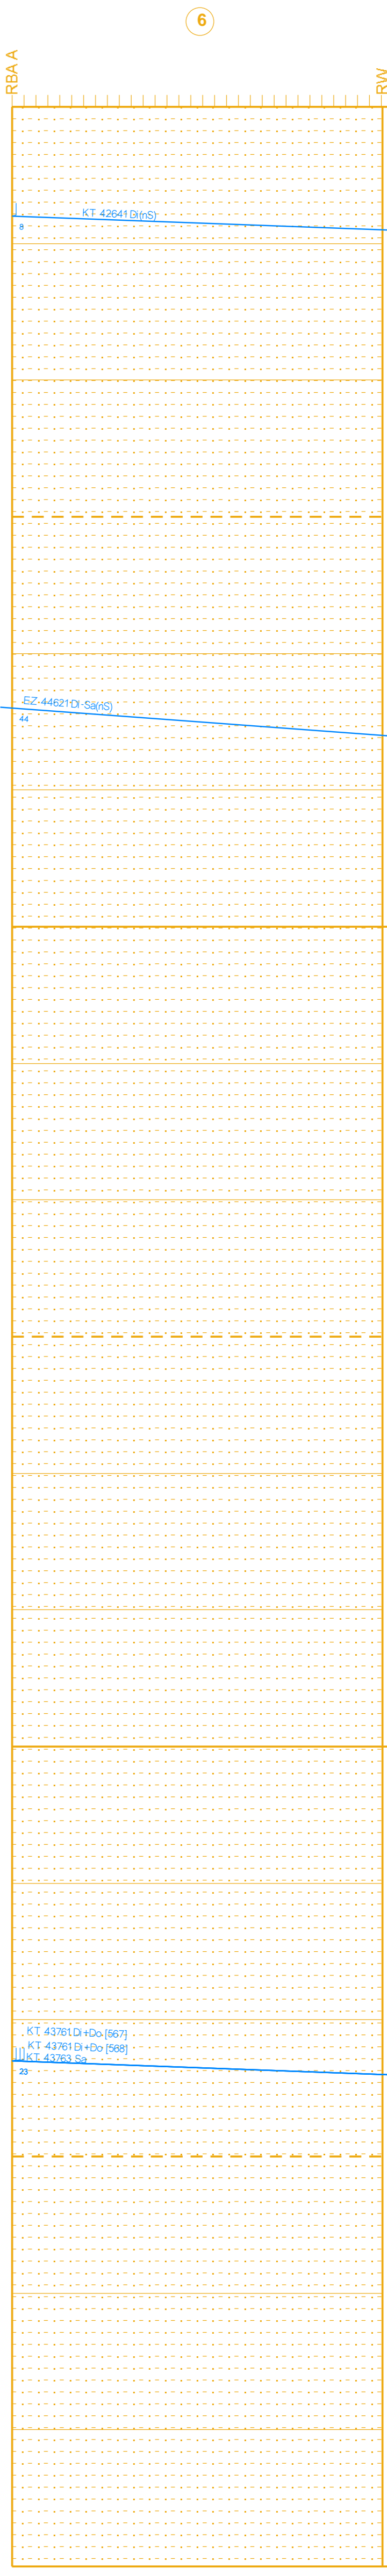 6
RBA A
RW
KT 42641 Di(nS)
8
EZ 44621 Di-Sa(nS)
44
KT 43761 Di+Do [567]
KT 43761 Di+Do [568]
KT 43763 Sa
23